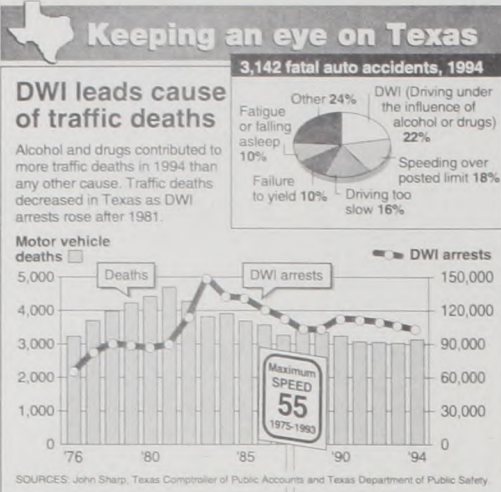 Keeping an eye on Texas
DWI leads cause
of traffic deaths
Alcohol and drugs contributed to
more traffic deaths in 1994 than
any other cause. Traffic deaths
decreased in Texas as DWI
arrests rose after 1981.
3,142 fatal auto accidents, 1994
Other 24%
DWI (Driving under
the influence of
alcohol or drugs)
22%
Fatigue
or falling
asleep
10%
Speeding over
posted limit 18%
Failure
to yield 10%
Driving too
slow 16%
Motor vehicle
deaths
DWI arrests
Deaths
DWI arrests
5,000
4,000
3,000
2,000
1,000
0
150,000
120,000
90,000
60,000
30,000
0
Maximum
SPEED
55
1975-1993
'76
'80
'85
'90
'94
SOURCES: John Sharp, Texas Comptroller of Public Accounts and Texas Department of Public Safety.